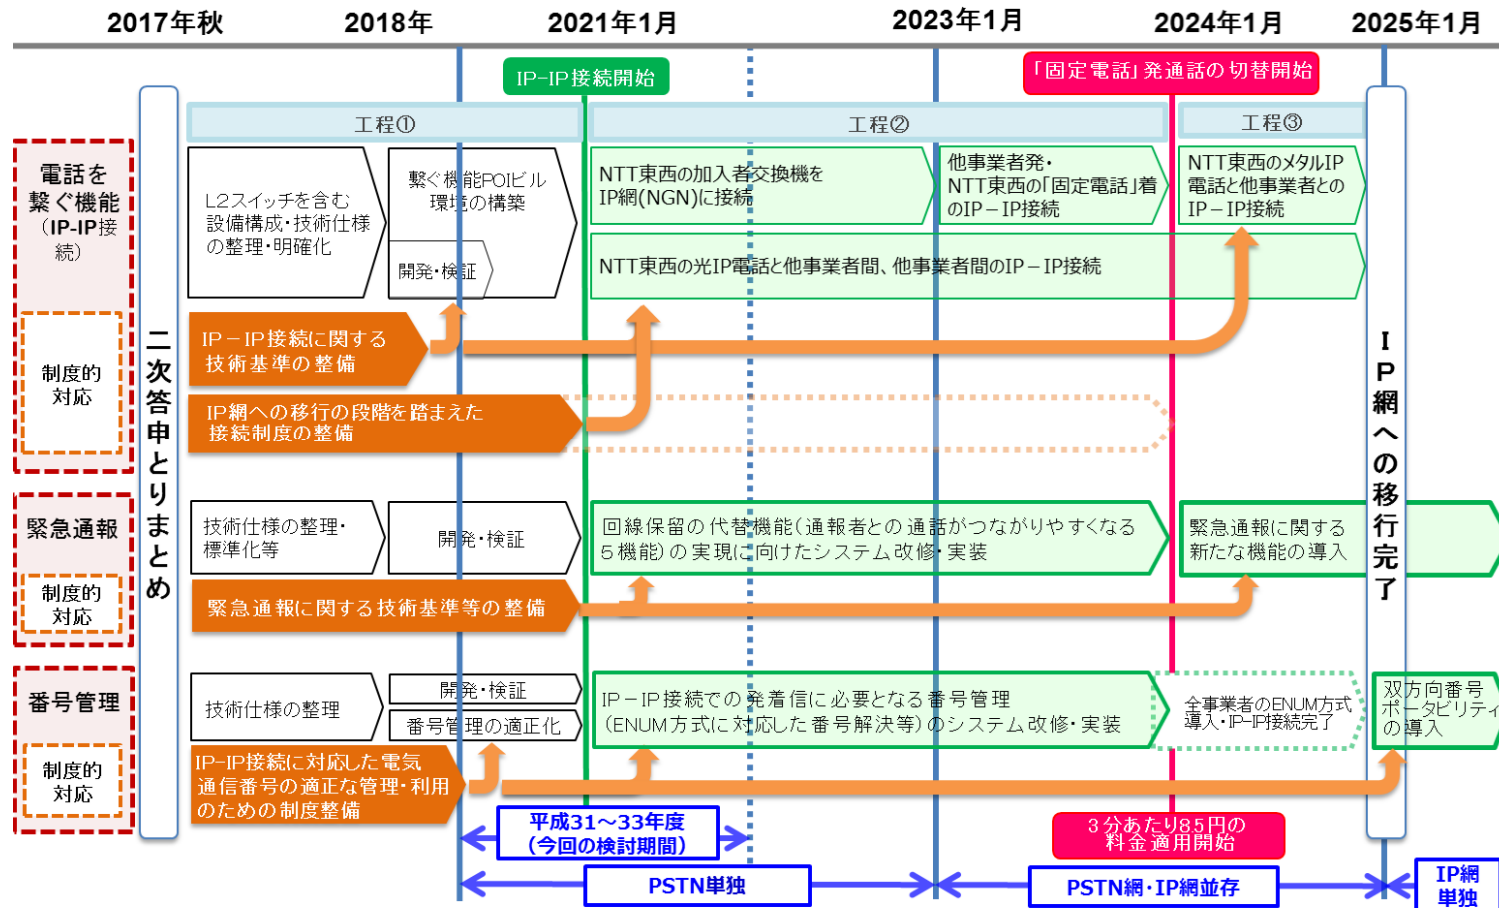 2017年秋
2018年
2021年1月
2023年1月
2024年1月
2025年1月
IP-IP接続開始
「固定電話」発通話の切替開始
工程①
工程②
工程③
電話を
繋ぐ機能
（IP-IP接
続）
L2スイッチを含む
設備構成・技術仕様
の整理・明確化
繋ぐ機能POIビル
環境の構築
開発・検証
NTT東西の加入者交換機を
IP網(NGN)に接続
他事業者発・
NTT東西の「固定電話」着
のIP－IP接続
NTT東西のメタルIP
電話と他事業者との
IP－IP接続
NTT東西の光IP電話と他事業者間、他事業者間のIP－IP接続
制度的
対応
IP－IP接続に関する
技術基準の整備
IP網への移行の段階を踏まえた
接続制度の整備
二次答申とりまとめ
IP網への移行完了
緊急通報
技術仕様の整理・
標準化等
開発・検証
回線保留の代替機能（通報者との通話がつながりやすくなる
5機能）の実現に向けたシステム改修・実装
緊急通報に関する
新たな機能の導入
制度的
対応
緊急通報に関する技術基準等の整備
番号管理
技術仕様の整理
開発・検証
番号管理の適正化
IP－IP接続での発着信に必要となる番号管理
（ENUM方式に対応した番号解決等）のシステム改修・実装
全事業者のENUM方式
導入・IP-IP接続完了
双方向番号
ポータビリティ
の導入
制度的
対応
IP-IP接続に対応した電気
通信番号の適正な管理・利用
のための制度整備
平成31～33年度
（今回の検討期間）
3分あたり8.5円の
料金適用開始
PSTN単独
PSTN網・IP網並存
IP網
単独